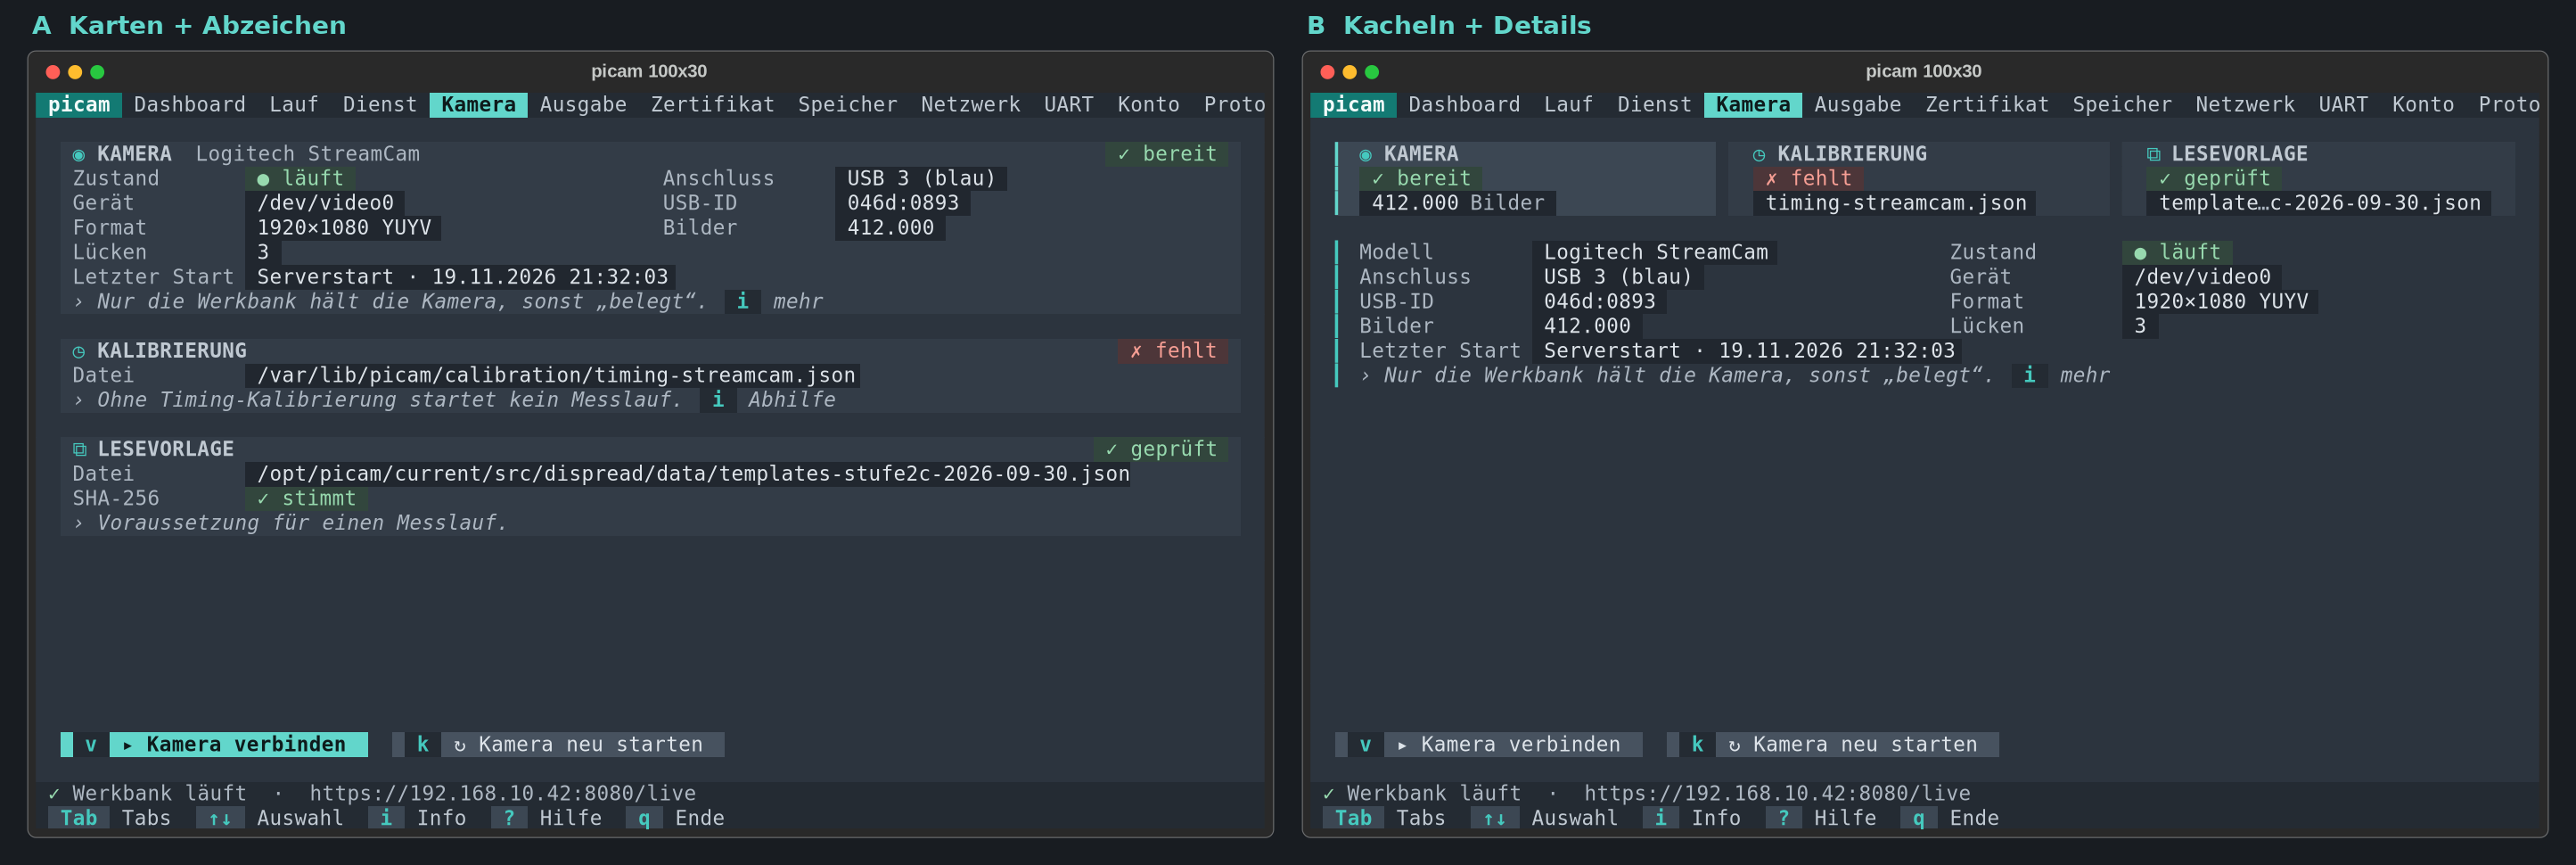 A Karten + Abzeichen
picam 100x30
picam Dashboard Lauf Dienst Kamera Ausgabe Zertifikat Speicher Netzwerk UART Konto Proto
◉ KAMERA Logitech StreamCam ✓ bereit
Zustand ● läuft Anschluss USB 3 (blau)
Gerät /dev/video0 USB-ID 046d:0893
Format 1920×1080 YUYV Bilder 412.000
Lücken 3
Letzter Start Serverstart · 19.11.2026 21:32:03
› Nur die Werkbank hält die Kamera, sonst „belegt“. i mehr
◷ KALIBRIERUNG ✗ fehlt
Datei /var/lib/picam/calibration/timing-streamcam.json
› Ohne Timing-Kalibrierung startet kein Messlauf. i Abhilfe
⧉ LESEVORLAGE ✓ geprüft
Datei /opt/picam/current/src/dispread/data/templates-stufe2c-2026-09-30.json
SHA-256 ✓ stimmt
› Voraussetzung für einen Messlauf.
v ▸ Kamera verbinden k ↻ Kamera neu starten
✓ Werkbank läuft · https://192.168.10.42:8080/live
Tab Tabs ↑↓ Auswahl i Info ? Hilfe q Ende
B Kacheln + Details
picam 100x30
picam Dashboard Lauf Dienst Kamera Ausgabe Zertifikat Speicher Netzwerk UART Konto Proto
◉ KAMERA ◷ KALIBRIERUNG ⧉ LESEVORLAGE
✓ bereit ✗ fehlt ✓ geprüft
412.000 Bilder timing-streamcam.json template…c-2026-09-30.json
Modell Logitech StreamCam Zustand ● läuft
Anschluss USB 3 (blau) Gerät /dev/video0
USB-ID 046d:0893 Format 1920×1080 YUYV
Bilder 412.000 Lücken 3
Letzter Start Serverstart · 19.11.2026 21:32:03
› Nur die Werkbank hält die Kamera, sonst „belegt“. i mehr
v ▸ Kamera verbinden k ↻ Kamera neu starten
✓ Werkbank läuft · https://192.168.10.42:8080/live
Tab Tabs ↑↓ Auswahl i Info ? Hilfe q Ende